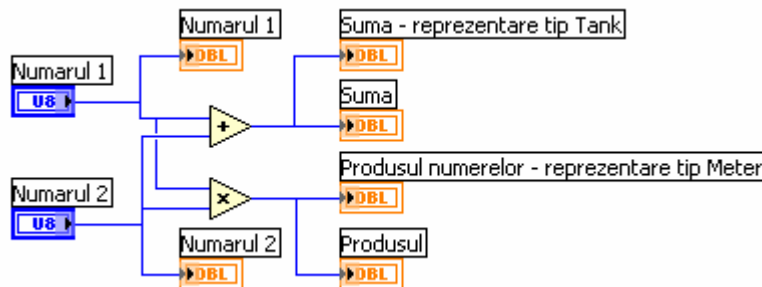 Numarul 1
Suma - reprezentare tip Tank
DBL
DBL
Numarul 1
U8
Suma
+
DBL
Produsul numerelor - reprezentare tip Meter
Numarul 2
x
DBL
U8
Numarul 2
Produsul
DBL
DBL